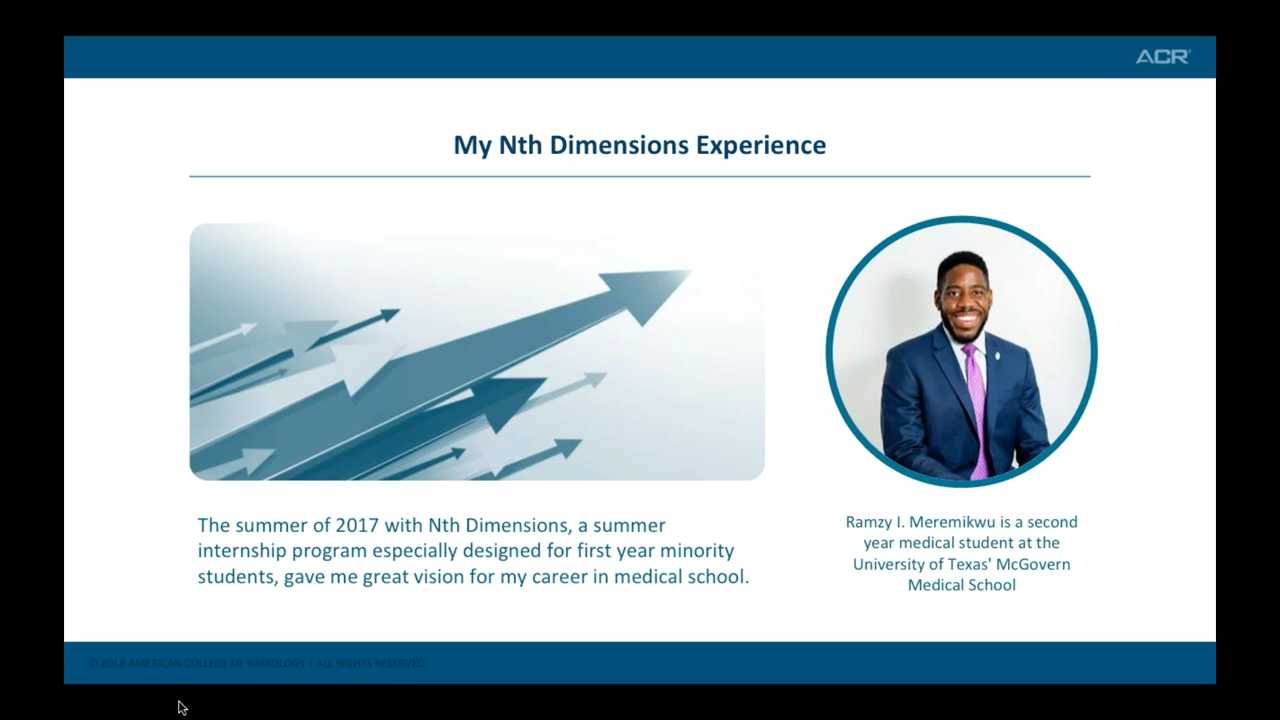 ACR
My Nth Dimensions Experience
The summer of 2017 with Nth Dimensions, a summer
internship program especially designed for first year minority
students, gave me great vision for my career in medical school.
Ramzy I. Meremikwu is a second
year medical student at the
University of Texas' McGovern
Medical School
© 2018 AMERICAN COLLEGE OF RADIOLOGY | ALL RIGHTS RESERVED.